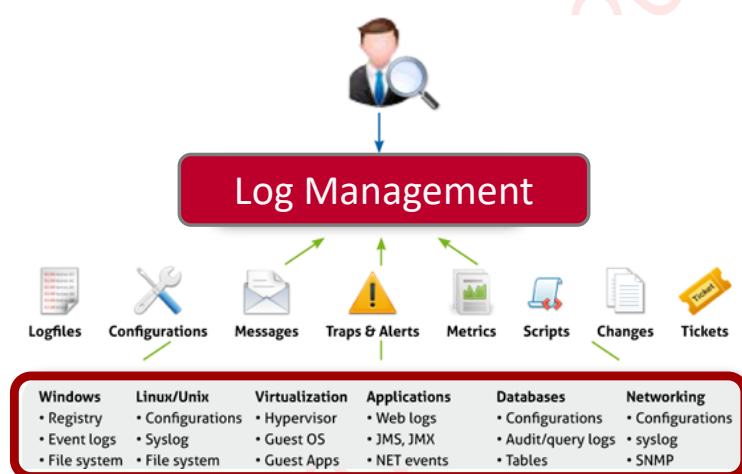 Log Management
Logfiles Configurations Messages Traps & Alerts Metrics Scripts Changes Tickets
Ticket
Windows Linux/Unix Virtualization Applications Databases Networking
• Registry • Configurations • Hypervisor • Web logs • Configurations • Configurations
• Event logs • Syslog • Guest OS • JMS, JMX • Audit/query logs • syslog
• File system • File system • Guest Apps • NET events • Tables • SNMP